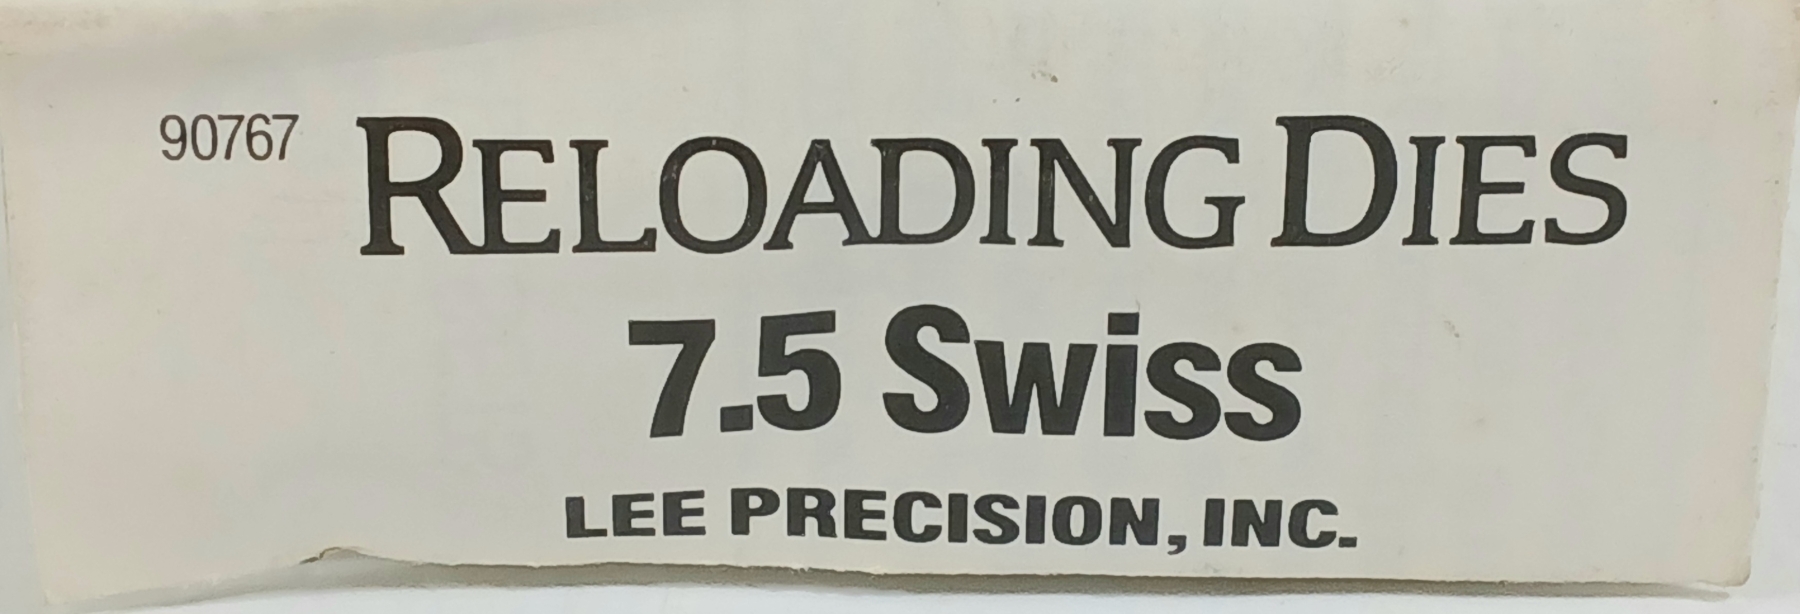 90767 RELOADING DIES
7.5 Swiss
LEE PRECISION, INC.